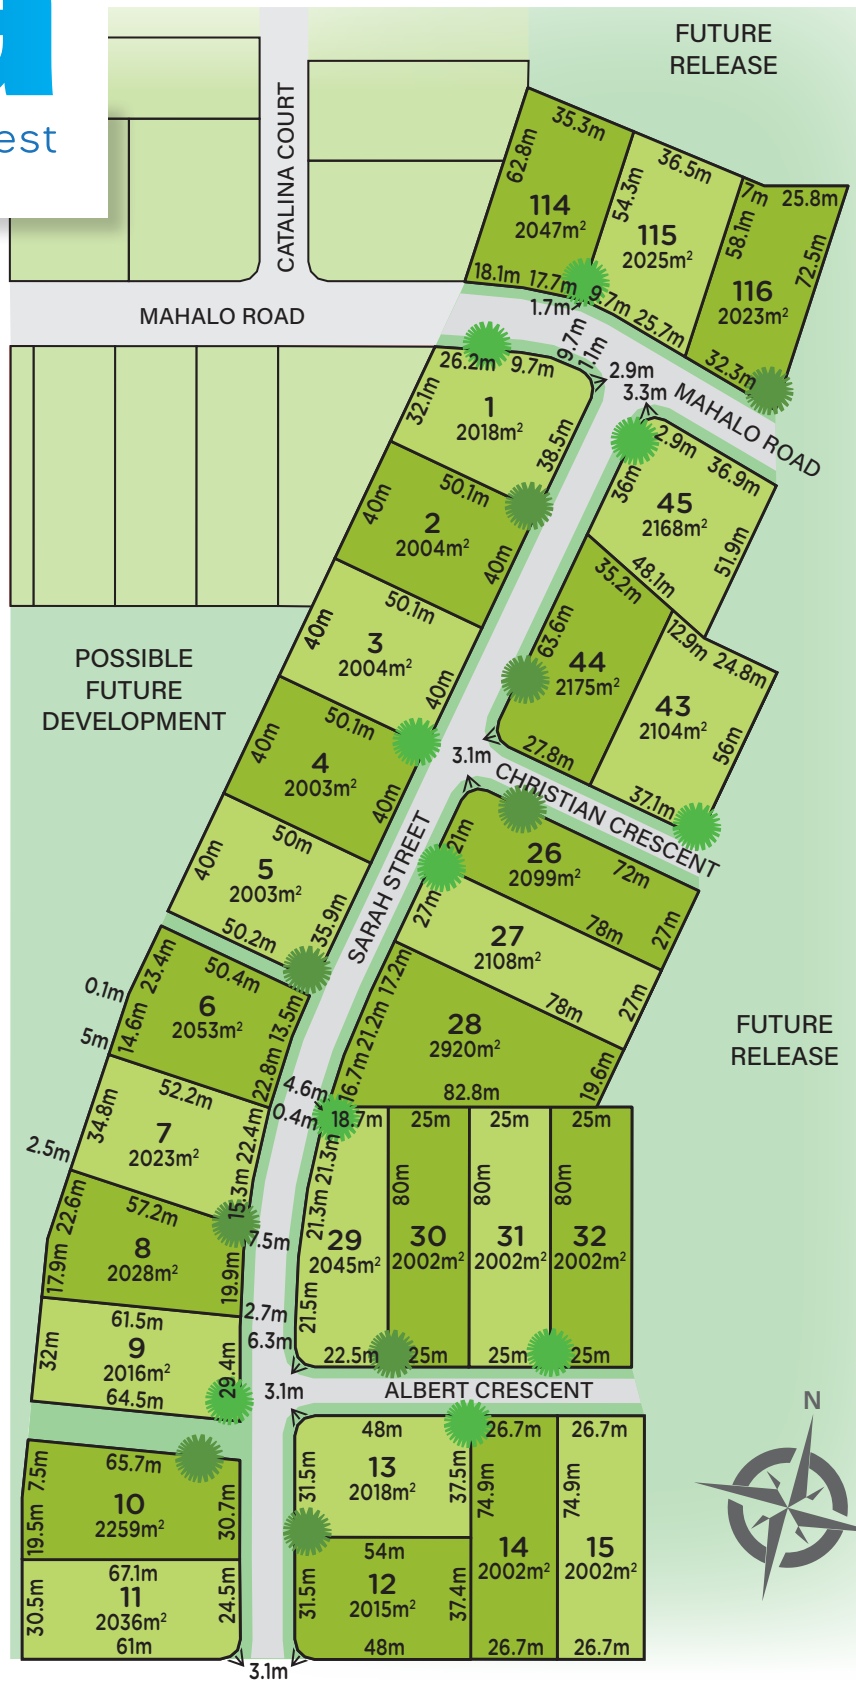 est
FUTURE
RELEASE
CATALINA COURT
MAHALO ROAD
35.3m
62.8m
114
2047m²
18.1m
17.7m
1.7m
36.5m
54.3m
115
2025m²
9.7m
25.7m
7m
25.8m
58.1m
116
2023m²
72.5m
32.3m
MAHALO ROAD
26.2m
9.7m
9.7m
1.1m
2.9m
3.3m
32.1m
1
2018m²
38.5m
50.1m
40m
2
2004m²
40m
50.1m
40m
3
2004m²
40m
50.1m
40m
4
2003m²
40m
50m
40m
5
2003m²
35.9m
50.2m
2.9m
36.9m
36m
45
2168m²
51.9m
48.1m
35.2m
63.6m
44
2175m²
27.8m
12.9m
24.8m
43
2104m²
56m
37.1m
POSSIBLE
FUTURE
DEVELOPMENT
3.1m
CHRISTIAN CRESCENT
SARAH STREET
21m
26
2099m²
72m
27m
27m
27
2108m²
78m
27m
78m
17.2m
21.2m
16.7m
28
2920m²
82.8m
19.6m
FUTURE
RELEASE
50.4m
23.4m
0.1m
14.6m
6
2053m²
13.5m
22.8m
5m
52.2m
34.8m
7
2023m²
22.4m
15.3m
2.5m
57.2m
22.6m
17.9m
8
2028m²
19.9m
7.5m
2.7m
61.5m
32m
9
2016m²
64.5m
29.4m
6.3m
3.1m
4.6m
0.4m
18.7m
21.3m
21.3m
21.5m
29
2045m²
22.5m
25m
80m
30
2002m²
25m
25m
80m
31
2002m²
25m
25m
80m
32
2002m²
25m
ALBERT CRESCENT
65.7m
7.5m
19.5m
10
2259m²
30.7m
67.1m
30.5m
11
2036m²
24.5m
61m
3.1m
48m
31.5m
13
2018m²
37.5m
54m
31.5m
12
2015m²
37.4m
48m
26.7m
74.9m
14
2002m²
26.7m
26.7m
74.9m
15
2002m²
26.7m
N